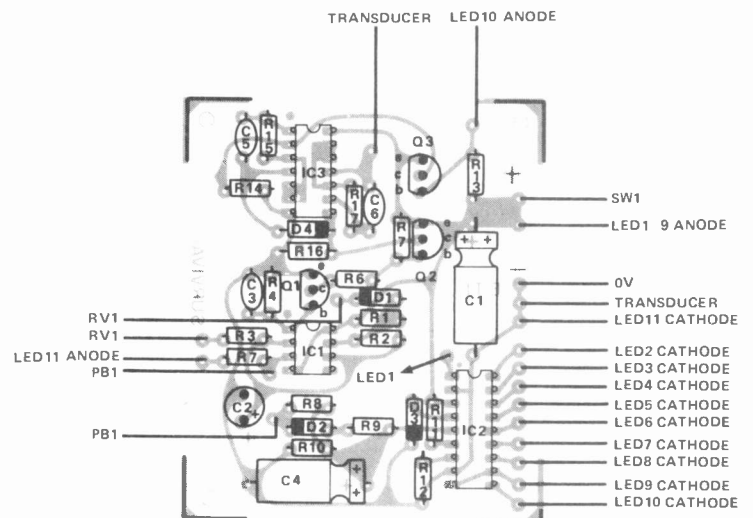 TRANSDUCER LED10 ANODE
C5
R15
IC3
Q3
e
c
b
R13
+
R14
R17
C6
SW1
D4
R7
e
c
b
LED1 9 ANODE
R16
Q2
++
C3
R4
Q1
e
c
b
R6
D1
C1
0V
TRANSDUCER
RV1
R1
LED11 CATHODE
RV1
R3
IC1
R2
LED11 ANODE
R7
PB1
LED1
LED2 CATHODE
LED3 CATHODE
LED4 CATHODE
C2+
R8
D3
R11
LED5 CATHODE
PB1
D2
R9
IC2
LED6 CATHODE
R10
LED7 CATHODE
C4
++
R12
LED8 CATHODE
LED9 CATHODE
LED10 CATHODE